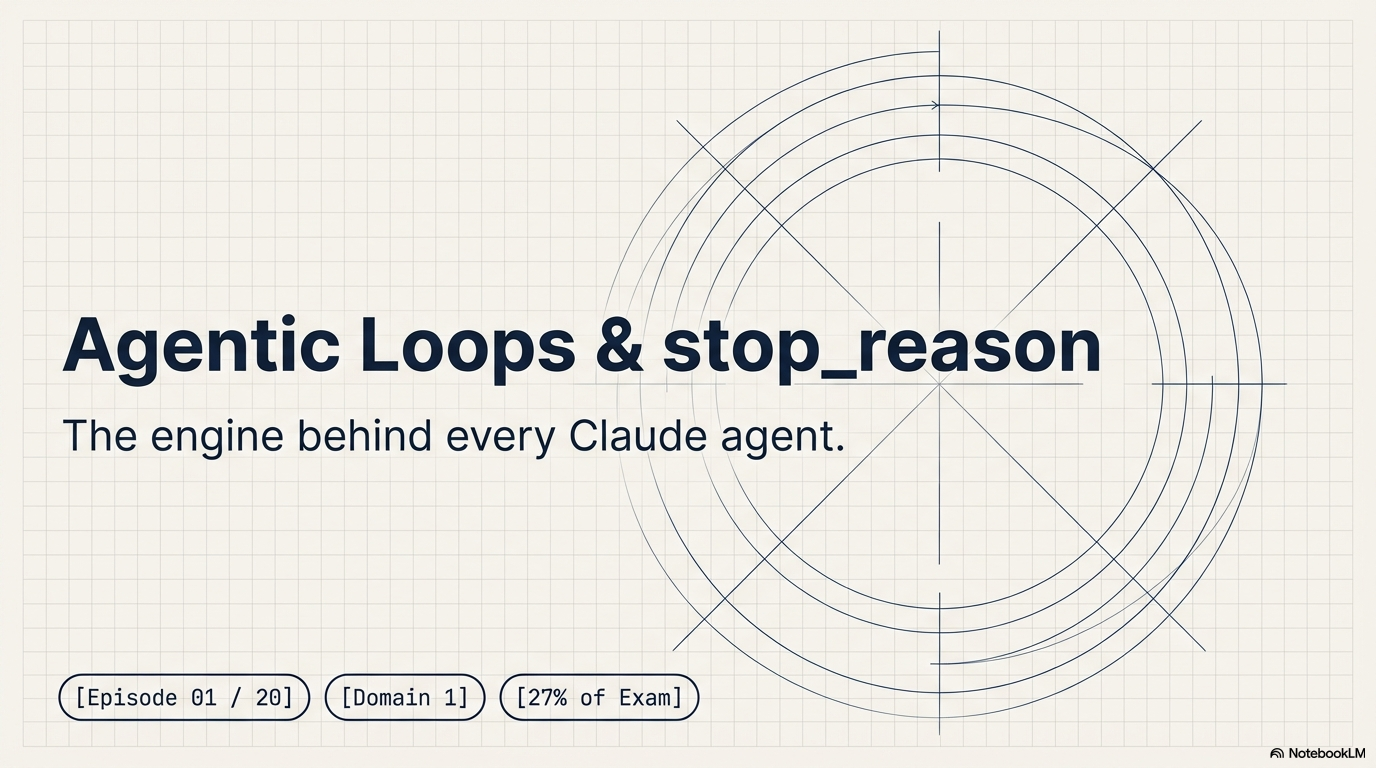 Agentic Loops & stop_reason
The engine behind every Claude agent.
[Episode 01 / 20] [Domain 1] [27% of Exam]
NotebookLM